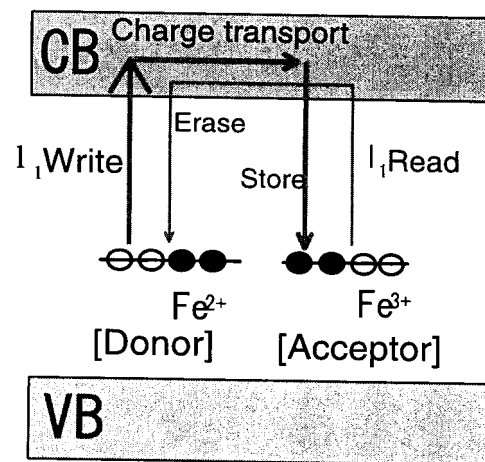 Charge transport
CB
Erase
l₁Write
l₁Read
Store
Fe²⁺
Fe³⁺
[Donor]
[Acceptor]
VB